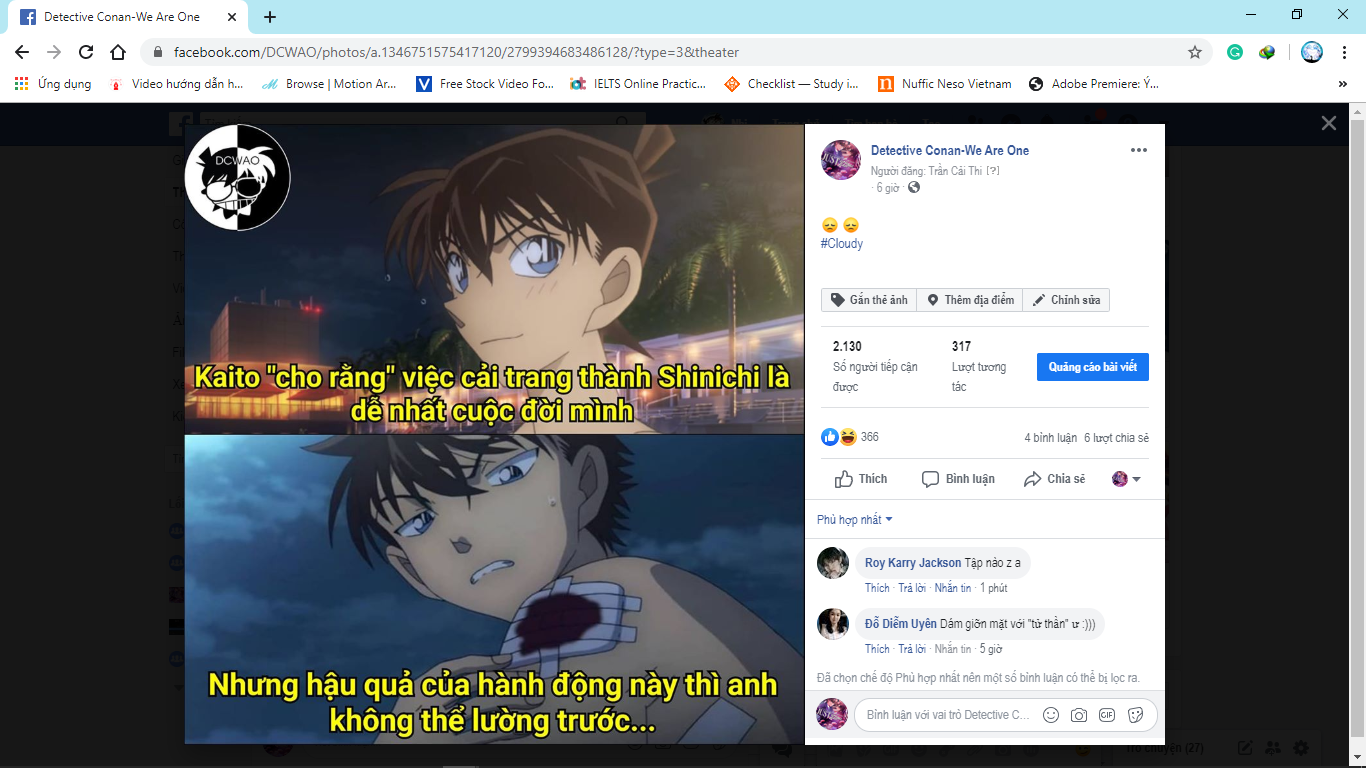 Detective Conan-We Are One
facebook.com/DCWAO/photos/a.1346751575417120/2799394683486128/?type=3&theater
Ứng dụng
Video hướng dẫn h...
Browse | Motion Ar...
Free Stock Video Fo...
IELTS Online Practic...
Checklist — Study i...
Nuffic Neso Vietnam
Adobe Premiere: Ý...
»
DCWAO
Kaito "cho rằng" việc cải trang thành Shinichi là
dễ nhất cuộc đời mình
Nhưng hậu quả của hành động này thì anh
không thể lường trước...
Detective Conan-We Are One
Người đăng: Trần Cải Thi [?]
· 6 giờ ·
😞 😞
#Cloudy
Gắn thẻ ảnh
Thêm địa điểm
Chỉnh sửa
2.130
Số người tiếp cận
được
317
Lượt tương
tác
Quảng cáo bài viết
366
4 bình luận 6 lượt chia sẻ
Thích
Bình luận
Chia sẻ
Phù hợp nhất
Roy Karry Jackson Tập nào z a
Thích · Trả lời · Nhắn tin · 1 phút
Đỗ Diễm Uyên Dám giỡn mặt với "tử thần" ư :)))
Thích · Trả lời · Nhắn tin · 5 giờ
Đã chọn chế độ Phù hợp nhất nên một số bình luận có thể bị lọc ra.
Bình luận với vai trò Detective C...
GIF
Trò chuyện (27)